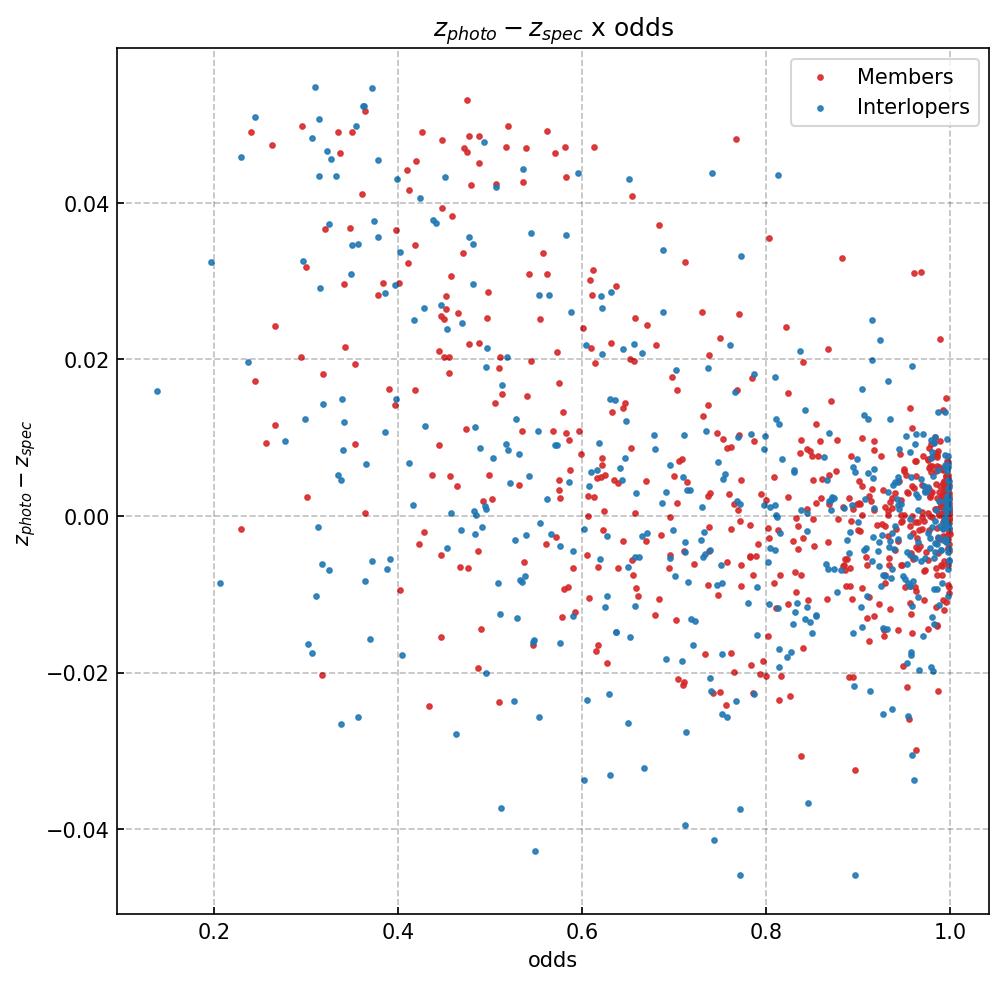 z_photo − z_spec x odds
Members
Interlopers
z_photo − z_spec
0.04
0.02
0.00
−0.02
−0.04
0.2
0.4
0.6
0.8
1.0
odds